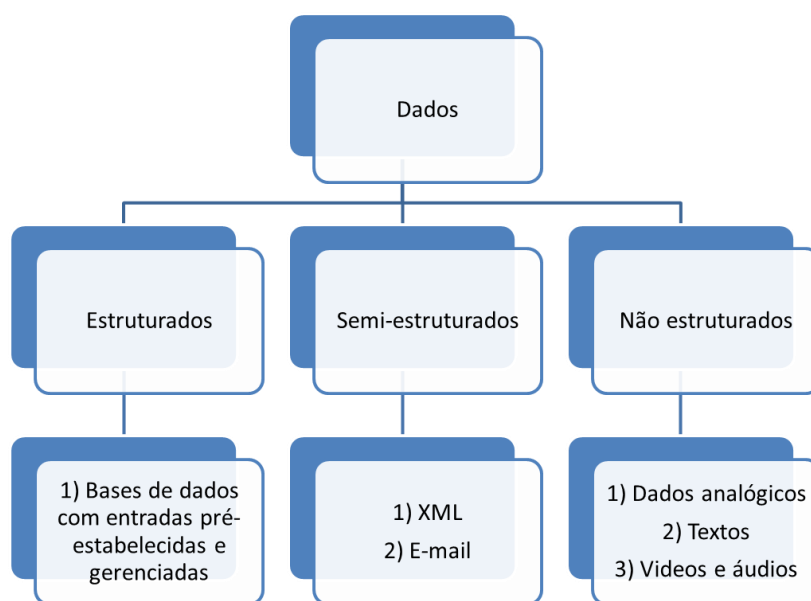 Dados
Estruturados
Semi-estruturados
Não estruturados
1) Bases de dados
com entradas pré-
estabelecidas e
gerenciadas
1) XML
2) E-mail
1) Dados analógicos
2) Textos
3) Videos e áudios